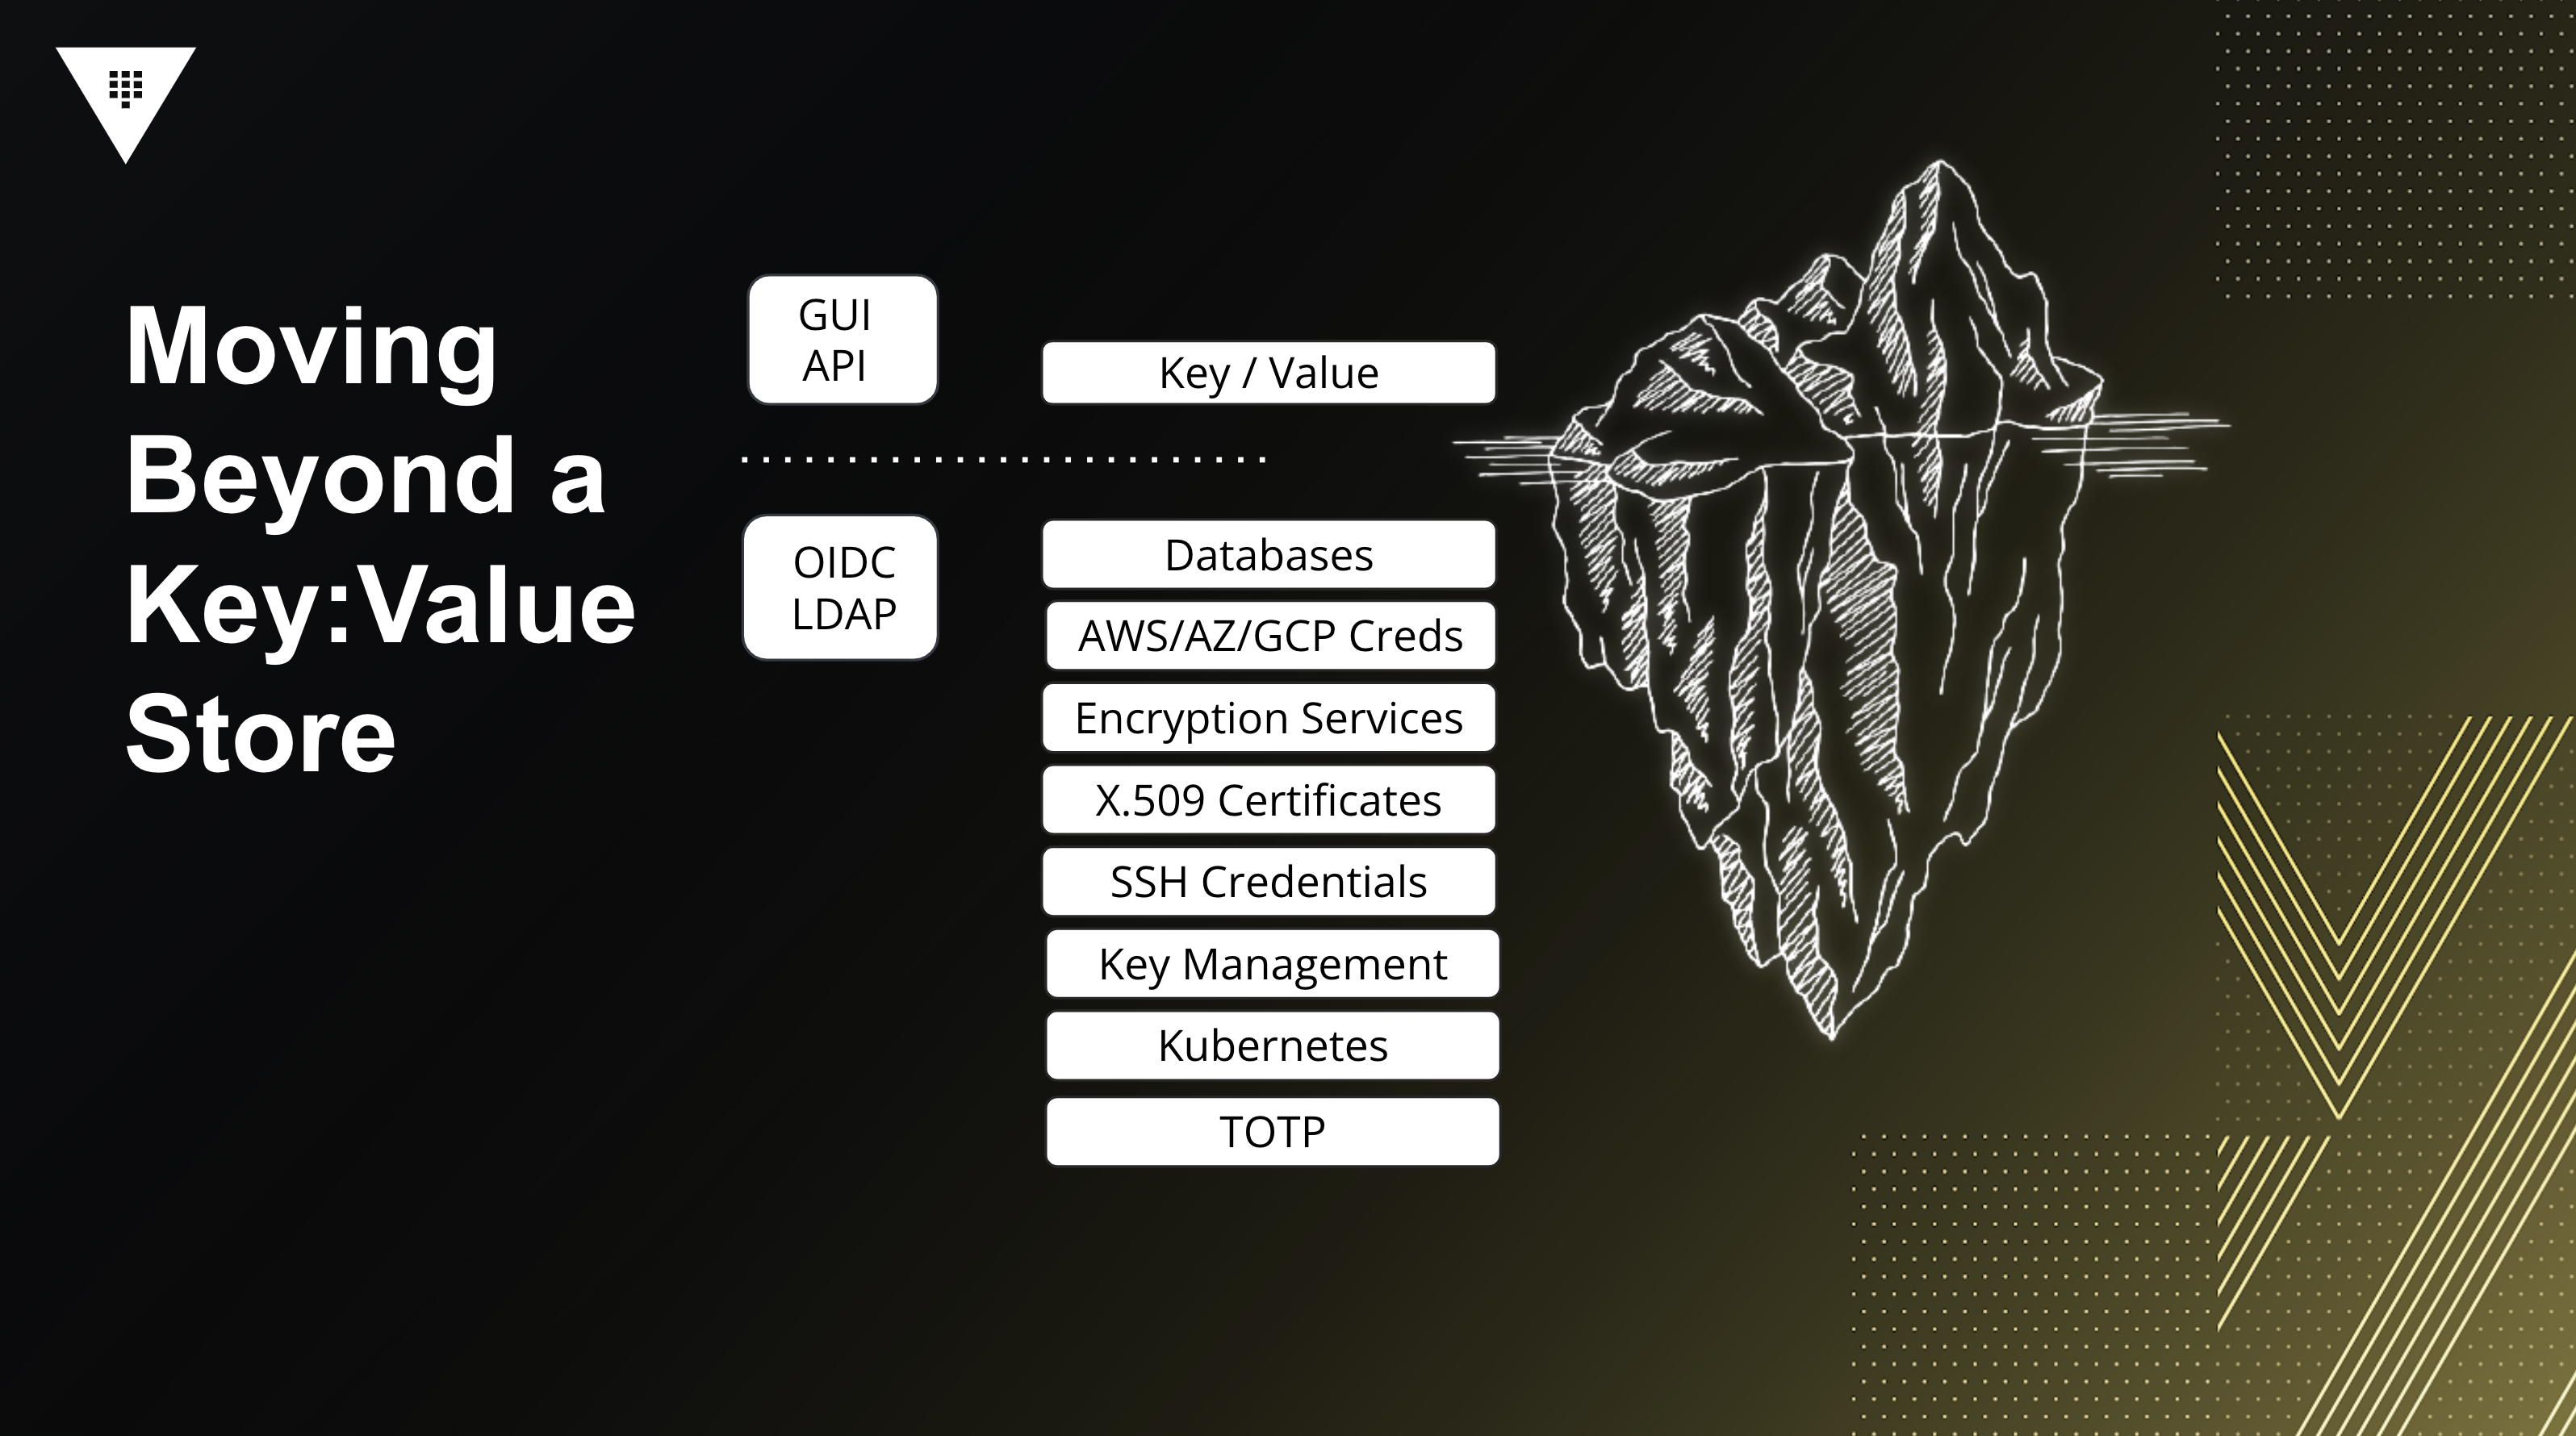 Moving
Beyond a
Key:Value
Store
GUI
API
Key / Value
OIDC
LDAP
Databases
AWS/AZ/GCP Creds
Encryption Services
X.509 Certificates
SSH Credentials
Key Management
Kubernetes
TOTP